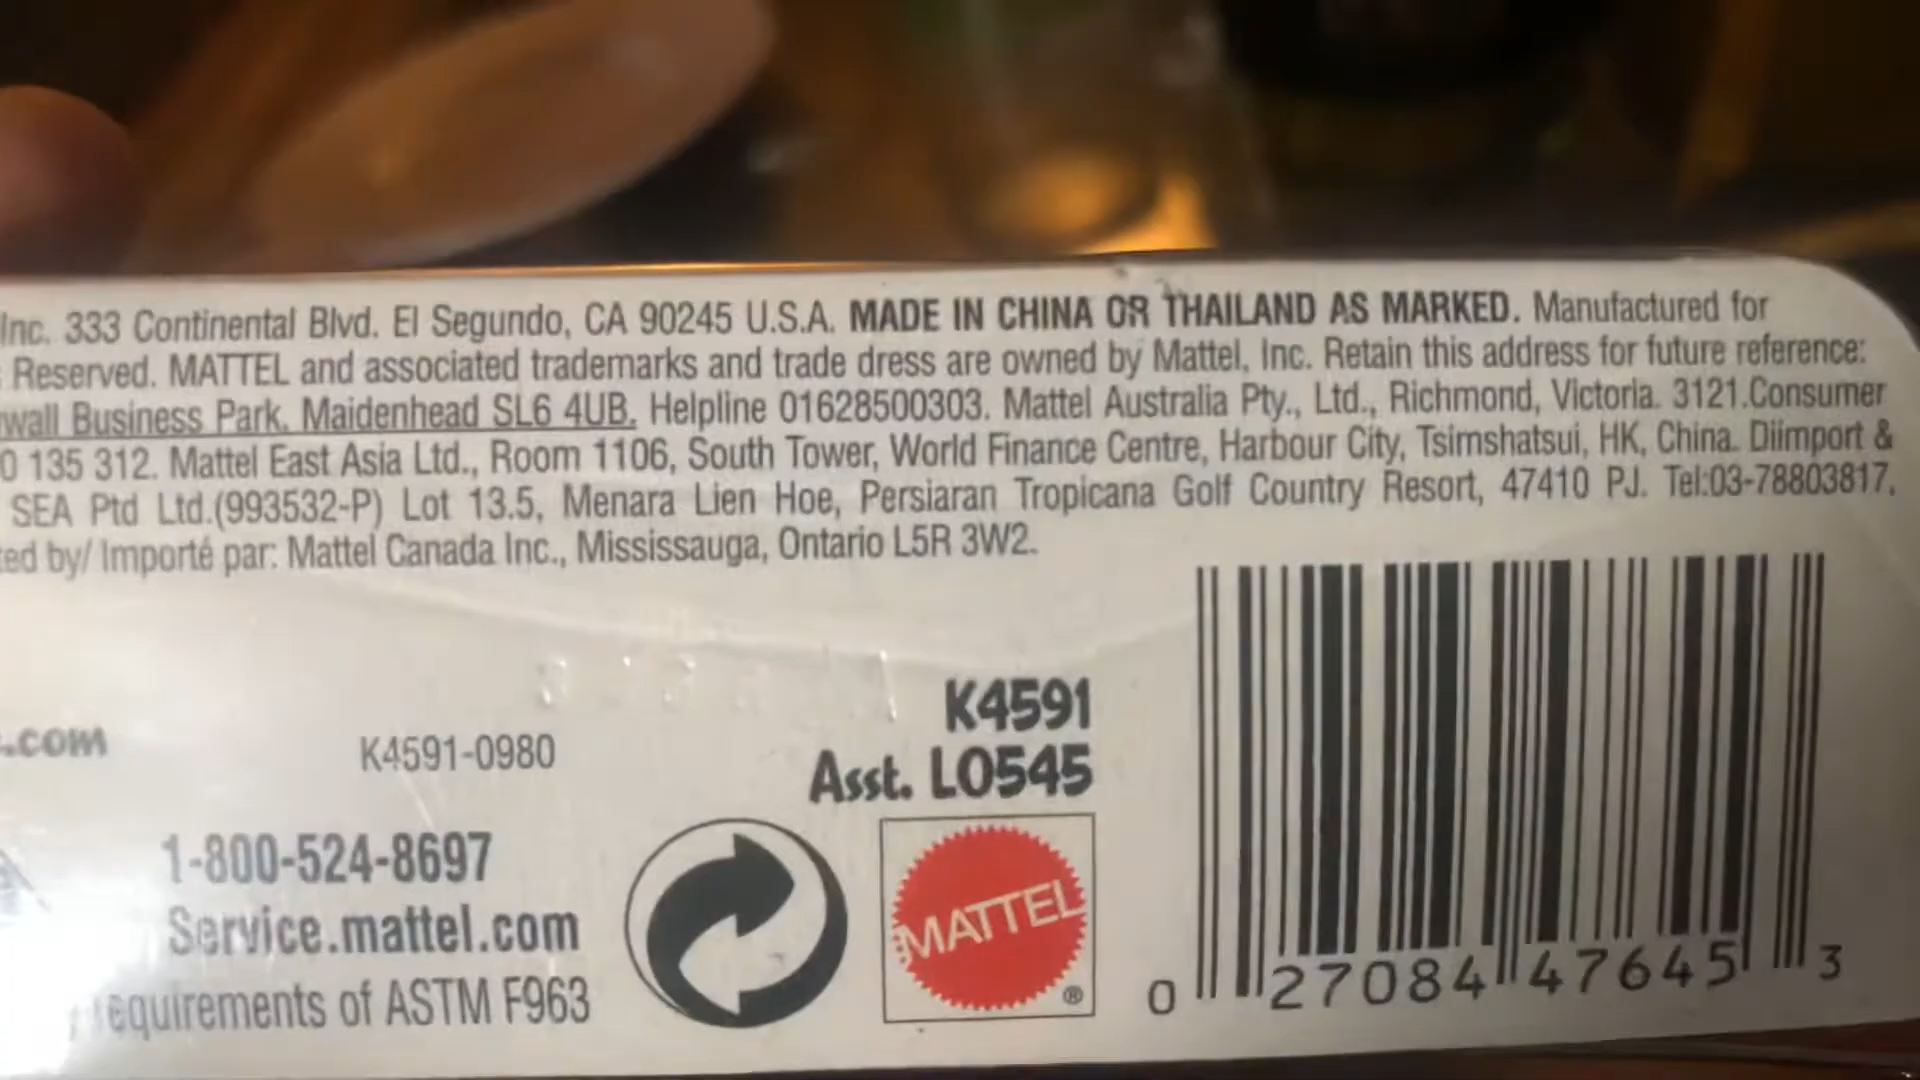 Inc. 333 Continental Blvd. El Segundo, CA 90245 U.S.A. MADE IN CHINA OR THAILAND AS MARKED. Manufactured for
Reserved. MATTEL and associated trademarks and trade dress are owned by Mattel, Inc. Retain this address for future reference:
wall Business Park, Maidenhead SL6 4UB. Helpline 01628500303. Mattel Australia Pty., Ltd., Richmond, Victoria. 3121.Consumer
0 135 312. Mattel East Asia Ltd., Room 1106, South Tower, World Finance Centre, Harbour City, Tsimshatsui, HK, China. Diimport &
SEA Ptd Ltd.(993532-P) Lot 13.5, Menara Lien Hoe, Persiaran Tropicana Golf Country Resort, 47410 PJ. Tel:03-78803817,
ed by/ Importé par: Mattel Canada Inc., Mississauga, Ontario L5R 3W2.
.com
K4591-0980
K4591
Asst. L0545
1-800-524-8697
Service.mattel.com
requirements of ASTM F963
MATTEL ®
0 27084 47645 3